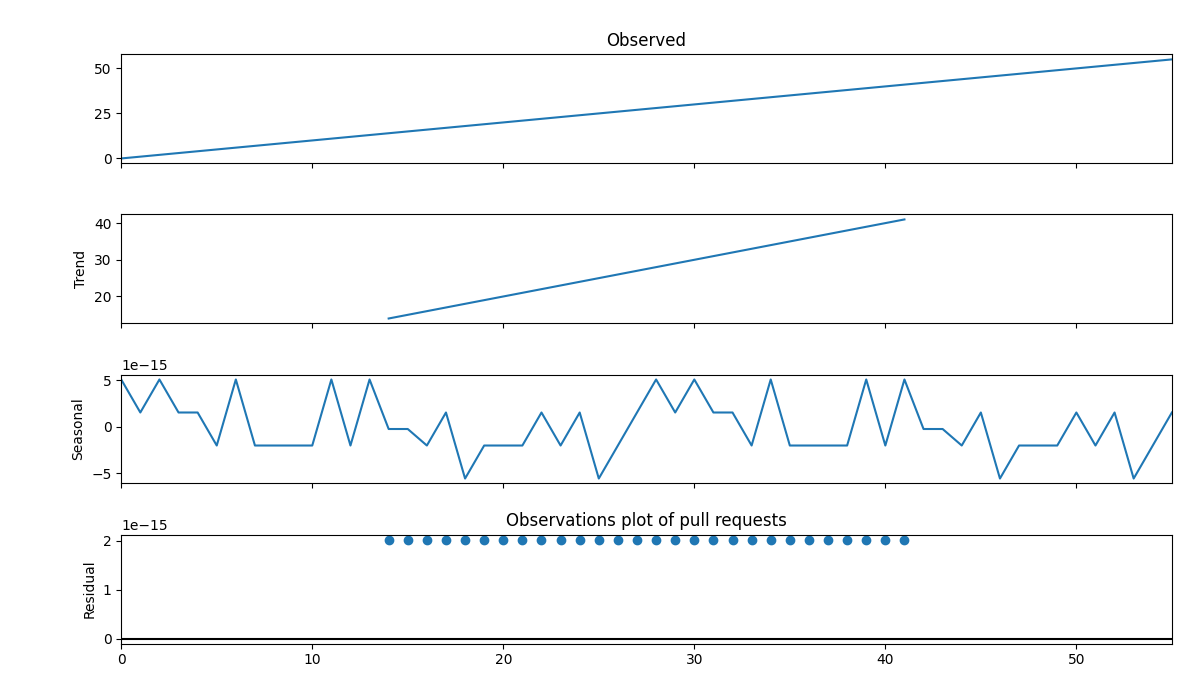 Observed
50
25
0
Trend
40
30
20
1e−15
Seasonal
5
0
−5
Observations plot of pull requests
1e−15
Residual
2
1
0
0 10 20 30 40 50